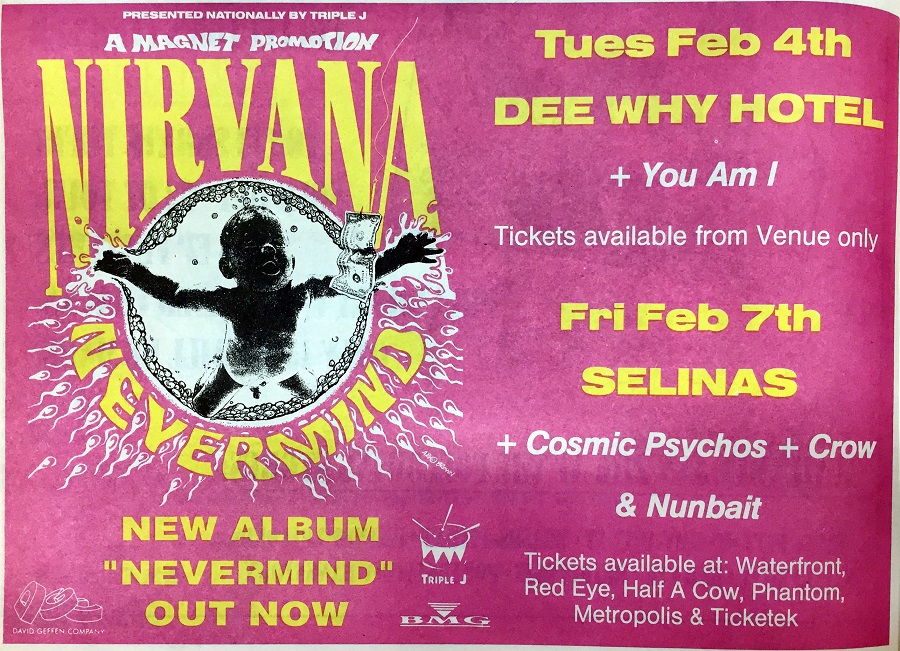 PRESENTED NATIONALLY BY TRIPLE J
A MAGNET PROMOTION
NIRVANA
NEVERMIND
NEW ALBUM
"NEVERMIND"
OUT NOW
DAVID GEFFEN COMPANY
TRIPLE J
BMG
Tues Feb 4th
DEE WHY HOTEL
+ You Am I
Tickets available from Venue only
Fri Feb 7th
SELINAS
+ Cosmic Psychos + Crow
& Nunbait
Tickets available at: Waterfront,
Red Eye, Half A Cow, Phantom,
Metropolis & Ticketek